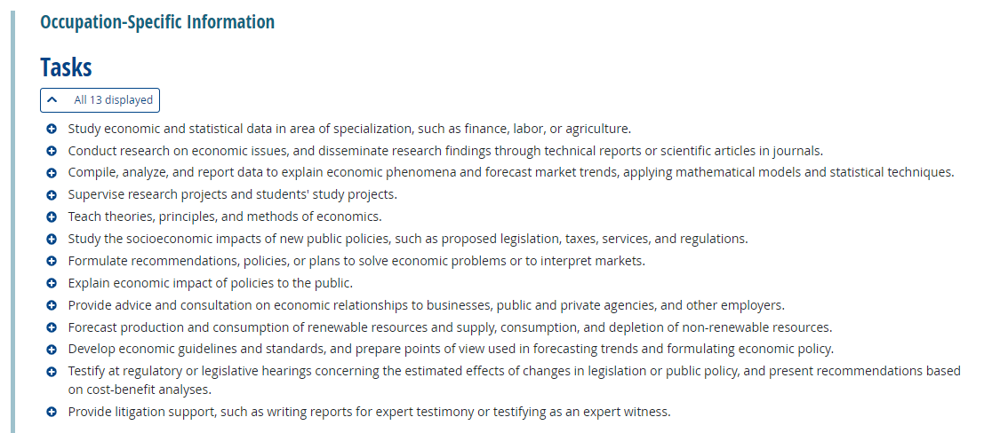 Occupation-Specific Information
Tasks
All 13 displayed
Study economic and statistical data in area of specialization, such as finance, labor, or agriculture.
Conduct research on economic issues, and disseminate research findings through technical reports or scientific articles in journals.
Compile, analyze, and report data to explain economic phenomena and forecast market trends, applying mathematical models and statistical techniques.
Supervise research projects and students' study projects.
Teach theories, principles, and methods of economics.
Study the socioeconomic impacts of new public policies, such as proposed legislation, taxes, services, and regulations.
Formulate recommendations, policies, or plans to solve economic problems or to interpret markets.
Explain economic impact of policies to the public.
Provide advice and consultation on economic relationships to businesses, public and private agencies, and other employers.
Forecast production and consumption of renewable resources and supply, consumption, and depletion of non-renewable resources.
Develop economic guidelines and standards, and prepare points of view used in forecasting trends and formulating economic policy.
Testify at regulatory or legislative hearings concerning the estimated effects of changes in legislation or public policy, and present recommendations based
on cost-benefit analyses.
Provide litigation support, such as writing reports for expert testimony or testifying as an expert witness.